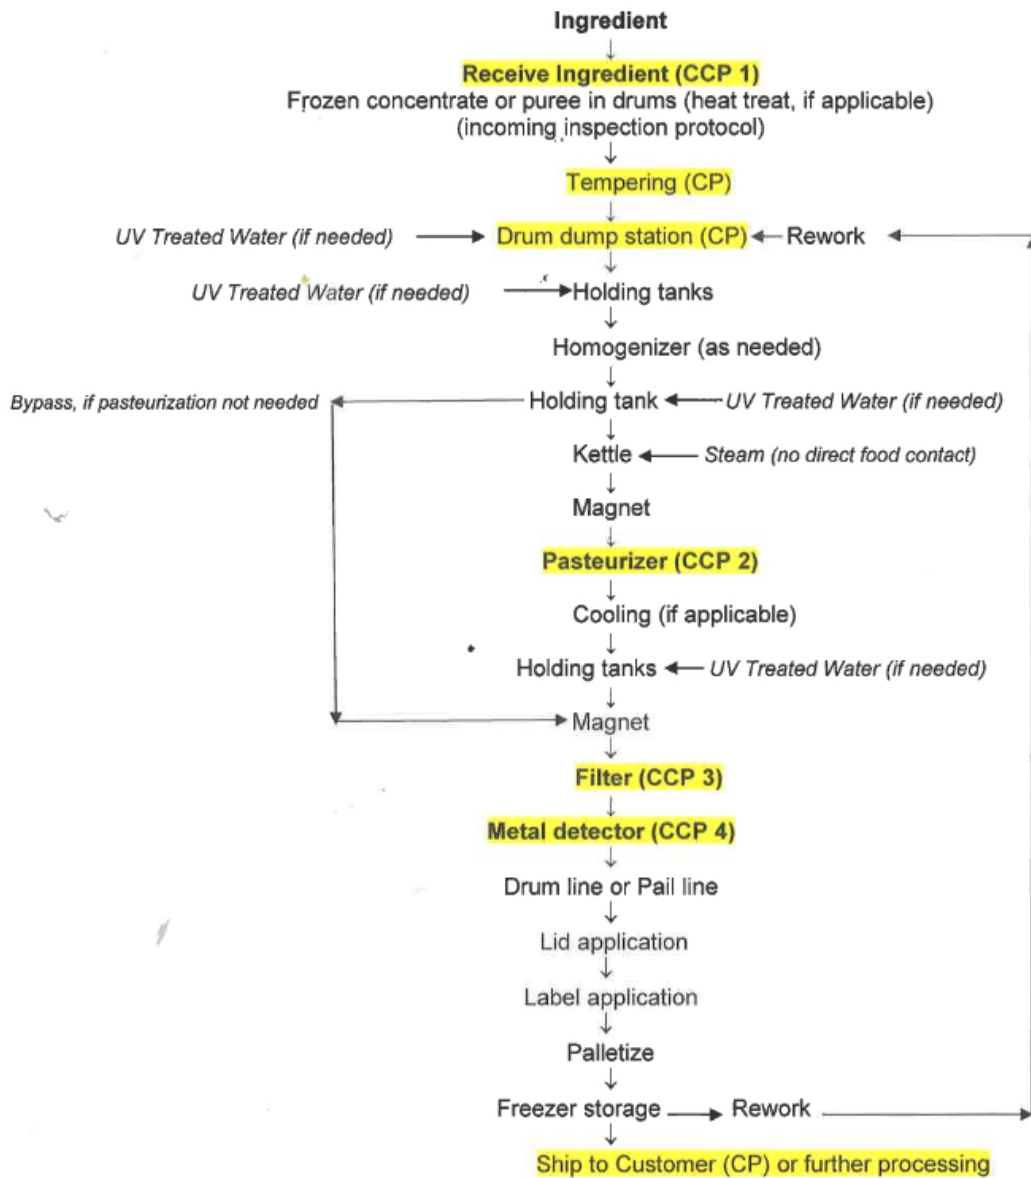 Ingredient
Receive Ingredient (CCP 1)
Frozen concentrate or puree in drums (heat treat, if applicable)
(incoming inspection protocol)
Tempering (CP)
UV Treated Water (if needed) Drum dump station (CP) Rework
UV Treated Water (if needed) Holding tanks
Homogenizer (as needed)
Bypass, if pasteurization not needed Holding tank UV Treated Water (if needed)
Kettle Steam (no direct food contact)
Magnet
Pasteurizer (CCP 2)
Cooling (if applicable)
Holding tanks UV Treated Water (if needed)
Magnet
Filter (CCP 3)
Metal detector (CCP 4)
Drum line or Pail line
Lid application
Label application
Palletize
Freezer storage Rework
Ship to Customer (CP) or further processing